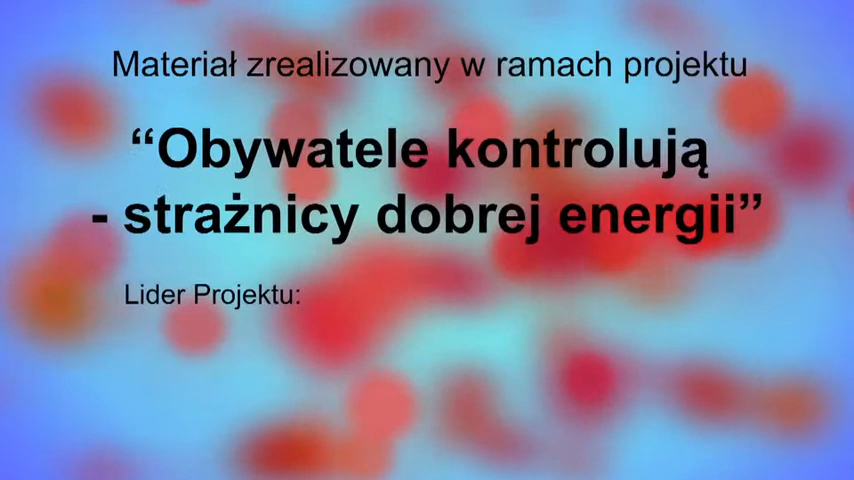 Materiał zrealizowany w ramach projektu
“Obywatele kontrolują
- strażnicy dobrej energii”
Lider Projektu: